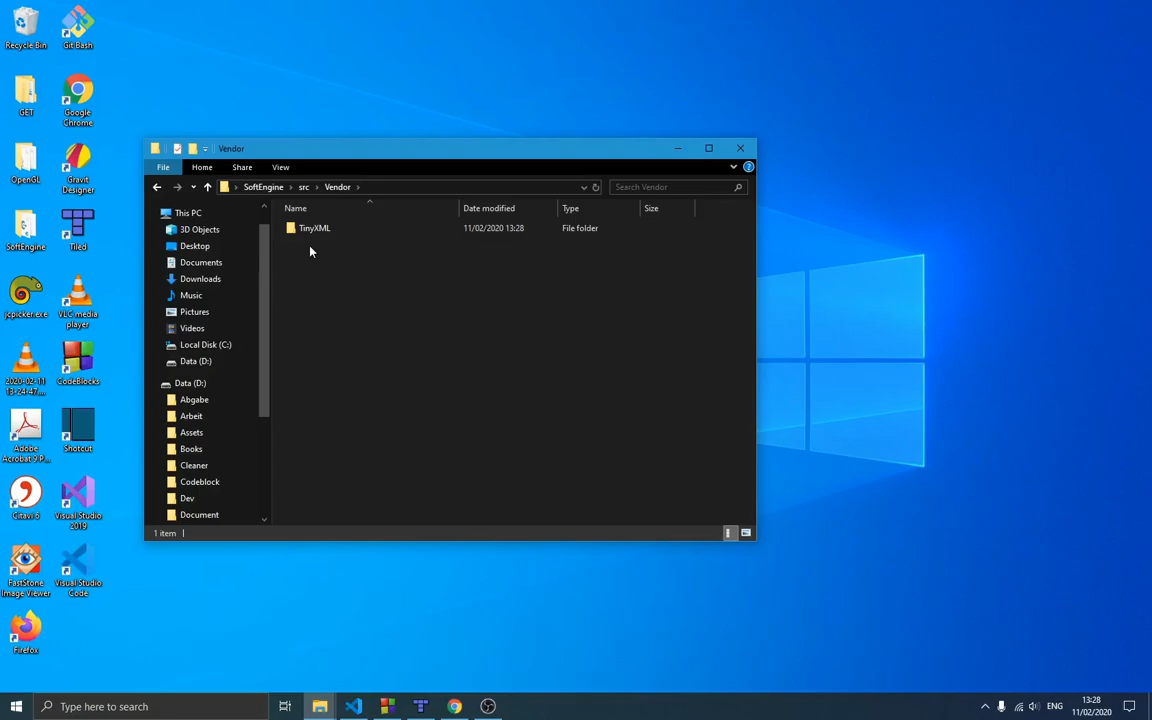 Recycle Bin
Git Bash
GET
Google
Chrome
OpenGL
Gravit
Designer
SoftEngine
Tiled
jcpicker.exe
VLC media
player
2020-02-11
13-24-47....
CodeBlocks
Adobe
Acrobat 9 P...
Shotcut
Citavi 6
Visual Studio
2019
FastStone
Image Viewer
Visual Studio
Code
Firefox
Vendor
File
Home
Share
View
SoftEngine
src
Vendor
Search Vendor
This PC
3D Objects
Desktop
Documents
Downloads
Music
Pictures
Videos
Local Disk (C:)
Data (D:)
Data (D:)
Abgabe
Arbeit
Assets
Books
Cleaner
Codeblock
Dev
Document
Name
Date modified
Type
Size
TinyXML
11/02/2020 13:28
File folder
1 item
Type here to search
ENG
13:28
11/02/2020